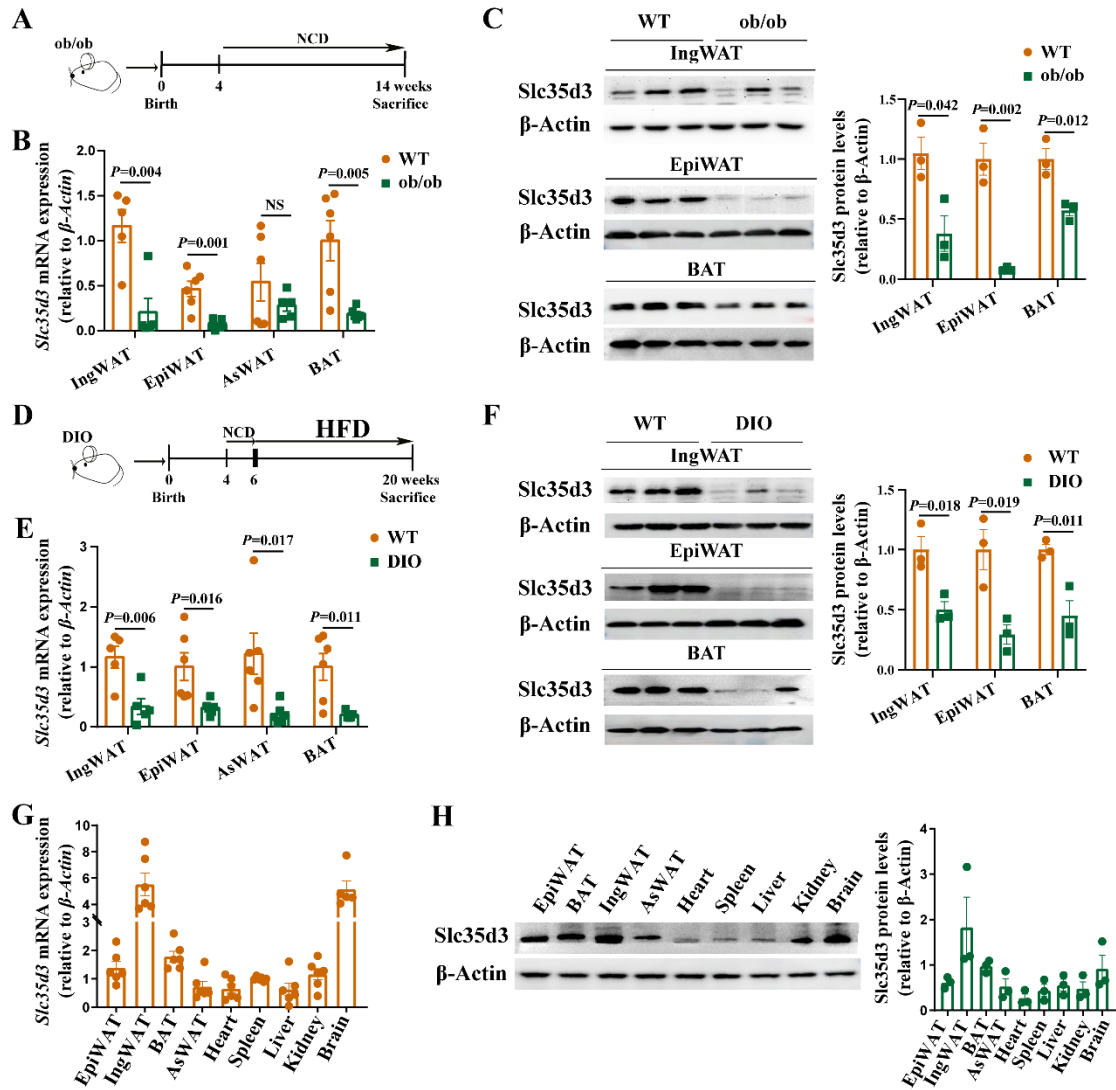 A
ob/ob
NCD
0
4
14 weeks
Birth
Sacrifice
B
Slc35d3 mRNA expression
(relative to β-Actin)
2.0
1.5
1.0
0.5
0.0
WT
ob/ob
P=0.004
P=0.001
NS
P=0.005
IngWAT
EpiWAT
AsWAT
BAT
C
WT
ob/ob
IngWAT
Slc35d3
β-Actin
EpiWAT
Slc35d3
β-Actin
BAT
Slc35d3
β-Actin
WT
ob/ob
Slc35d3 protein levels
(relative to β-Actin)
1.5
1.0
0.5
0.0
P=0.042
P=0.002
P=0.012
IngWAT
EpiWAT
BAT
D
DIO
NCD
HFD
0
4
6
20 weeks
Birth
Sacrifice
E
Slc35d3 mRNA expression
(relative to β-Actin)
3
2
1
0
WT
DIO
P=0.006
P=0.016
P=0.017
P=0.011
IngWAT
EpiWAT
AsWAT
BAT
F
WT
DIO
IngWAT
Slc35d3
β-Actin
EpiWAT
Slc35d3
β-Actin
BAT
Slc35d3
β-Actin
WT
DIO
Slc35d3 protein levels
(relative to β-Actin)
1.5
1.0
0.5
0.0
P=0.018
P=0.019
P=0.011
IngWAT
EpiWAT
BAT
G
Slc35d3 mRNA expression
(relative to β-Actin)
10
8
6
4
3
2
1
0
EpiWAT
IngWAT
BAT
AsWAT
Heart
Spleen
Liver
Kidney
Brain
H
EpiWAT
BAT
IngWAT
AsWAT
Heart
Spleen
Liver
Kidney
Brain
Slc35d3
β-Actin
Slc35d3 protein levels
(relative to β-Actin)
4
3
2
1
0
EpiWAT
IngWAT
BAT
AsWAT
Heart
Spleen
Liver
Kidney
Brain